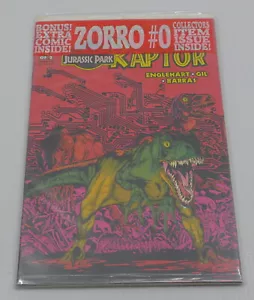 BONUS!
EXTRA
COMIC
INSIDE!
ZORRO #0
COLLECTORS
ITEM
ISSUE
INSIDE!
JURASSIC PARK
RAPTOR
ENGLEHART • GIL
• BARRAS